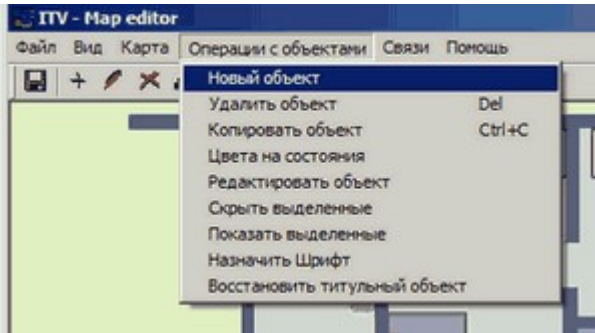 ITV - Map editor
Файл Вид Карта Операции с объектами Связи Помощь
Новый объект
Удалить объект Del
Копировать объект Ctrl+C
Цвета на состояния
Редактировать объект
Скрыть выделенные
Показать выделенные
Назначить Шрифт
Восстановить титульный объект